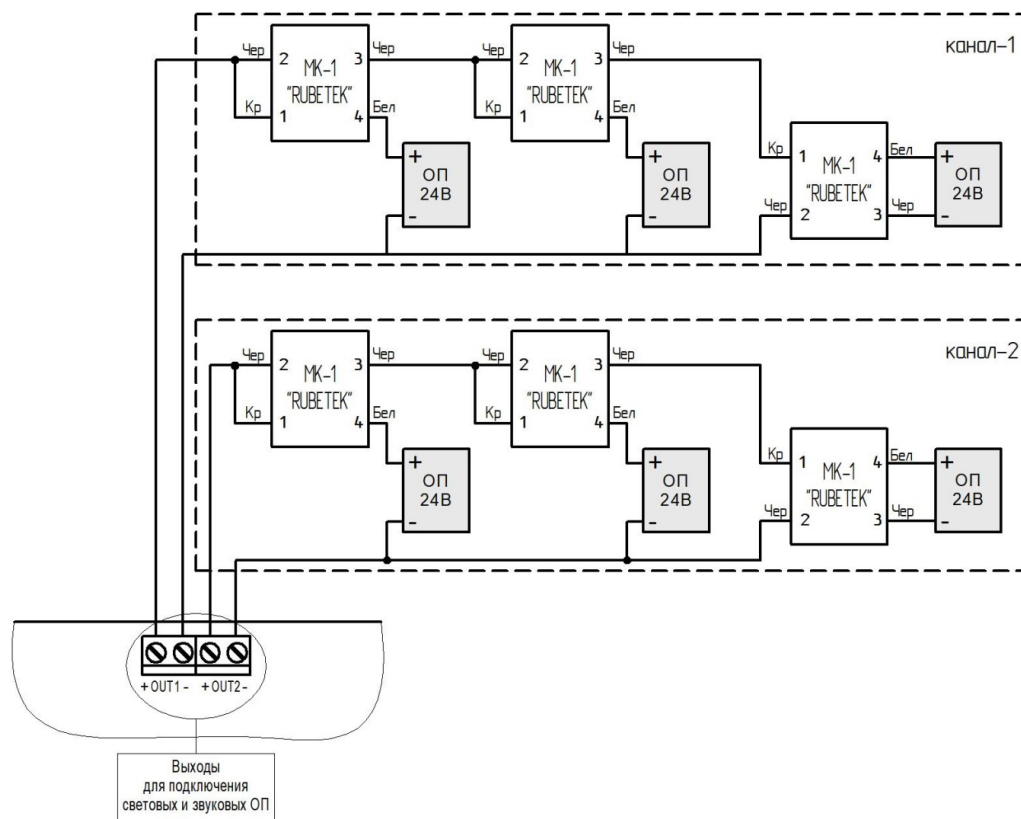 канал-1
Чер 2 3 Чер Чер 2 3 Чер
МК-1 МК-1
"RUBETEK" "RUBETEK"
Кр 1 4 Бел Кр 1 4 Бел
+ ОП 24В - + ОП 24В -
Кр 1 4 Бел
МК-1
"RUBETEK"
Чер 2 3 Чер
+ ОП 24В -
канал-2
Чер 2 3 Чер Чер 2 3 Чер
МК-1 МК-1
"RUBETEK" "RUBETEK"
Кр 1 4 Бел Кр 1 4 Бел
+ ОП 24В - + ОП 24В -
Кр 1 4 Бел
МК-1
"RUBETEK"
Чер 2 3 Чер
+ ОП 24В -
+ OUT1 - + OUT2 -
Выходы
для подключения
световых и звуковых ОП